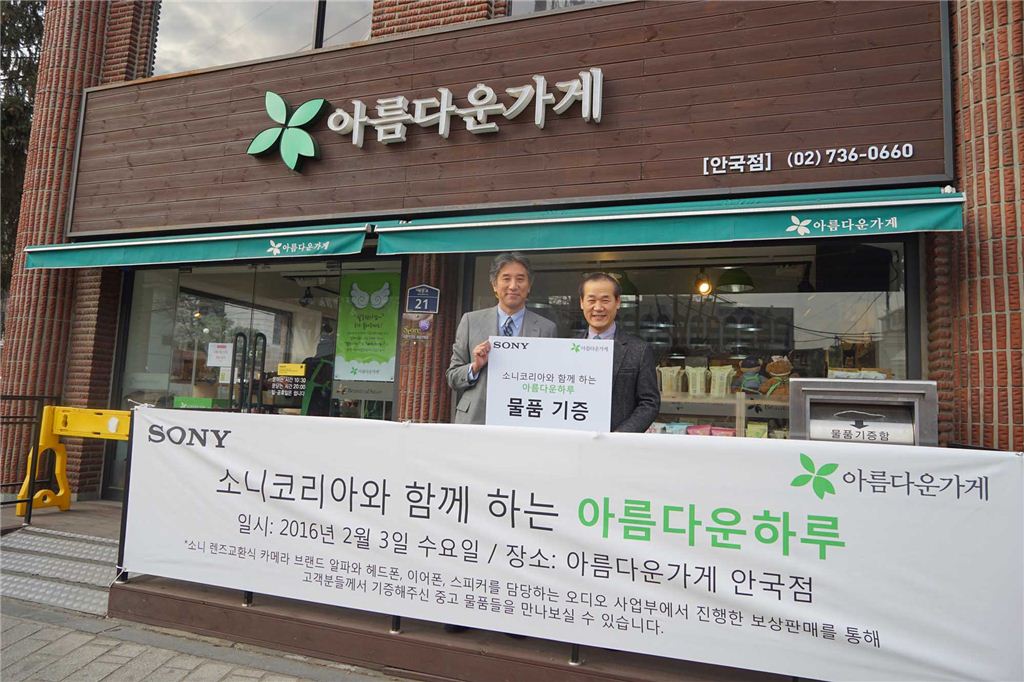 아름다운가게
[안국점] (02) 736-0660
아름다운가게
아름다운가게
21
아름다운가게
SONY 아름다운가게
소니코리아와 함께 하는
아름다운하루
물품 기증
물품기증함
SONY
아름다운가게
소니코리아와 함께 하는 아름다운하루
일시: 2016년 2월 3일 수요일 / 장소: 아름다운가게 안국점
*소니 렌즈교환식 카메라 브랜드 알파와 헤드폰, 이어폰, 스피커를 담당하는 오디오 사업부에서 진행한 보상판매를 통해
고객분들께서 기증해주신 중고 물품들을 만나보실 수 있습니다.